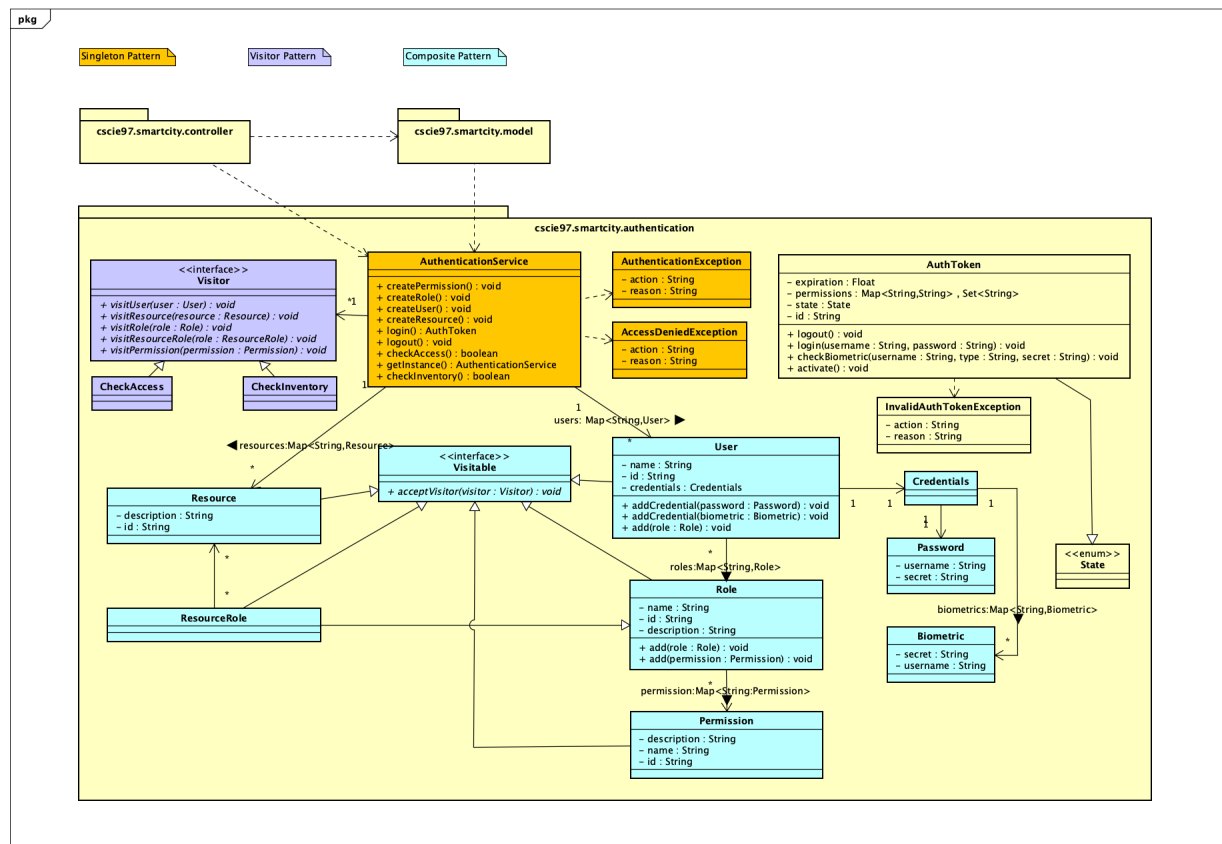 pkg
Singleton Pattern
Visitor Pattern
Composite Pattern
cscie97.smartcity.controller
cscie97.smartcity.model
cscie97.smartcity.authentication
<<interface>>
Visitor
+ visitUser(user : User) : void
+ visitResource(resource : Resource) : void
+ visitRole(role : Role) : void
+ visitResourceRole(role : ResourceRole) : void
+ visitPermission(permission : Permission) : void
CheckAccess
CheckInventory
*1
AuthenticationService
+ createPermission() : void
+ createRole() : void
+ createUser() : void
+ createResource() : void
+ login() : AuthToken
+ logout() : void
+ checkAccess() : boolean
+ getInstance() : AuthenticationService
+ checkInventory() : boolean
AuthenticationException
– action : String
– reason : String
AccessDeniedException
– action : String
– reason : String
AuthToken
– expiration : Float
– permissions : Map<String,String> , Set<String>
– state : State
– id : String
+ logout() : void
+ login(username : String, password : String) : void
+ checkBiometric(username : String, type : String, secret : String) : void
+ activate() : void
InvalidAuthTokenException
– action : String
– reason : String
1
1
users: Map<String,User>
resources:Map<String,Resource>
*
*
<<interface>>
Visitable
+ acceptVisitor(visitor : Visitor) : void
User
– name : String
– id : String
– credentials : Credentials
+ addCredential(password : Password) : void
+ addCredential(biometric : Biometric) : void
+ add(role : Role) : void
Credentials
1
1
1
1
1
Resource
– description : String
– id : String
*
*
ResourceRole
Password
– username : String
– secret : String
<<enum>>
State
*
roles:Map<String,Role>
Role
– name : String
– id : String
– description : String
+ add(role : Role) : void
+ add(permission : Permission) : void
biometrics:Map<String,Biometric>
*
Biometric
– secret : String
– username : String
*
permission:Map<String:Permission>
Permission
– description : String
– name : String
– id : String